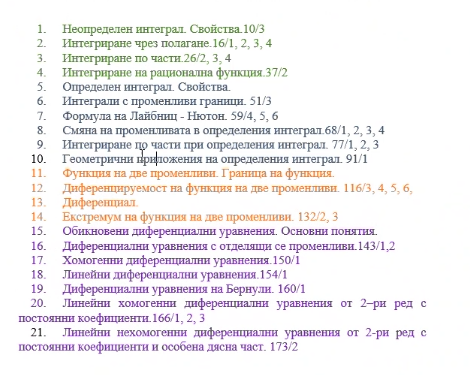 1. Неопределен интеграл. Свойства.10/3
2. Интегриране чрез полагане.16/1, 2, 3, 4
3. Интегриране по части.26/2, 3, 4
4. Интегриране на рационална функция.37/2
5. Определен интеграл. Свойства.
6. Интеграли с променливи граници. 51/3
7. Формула на Лайбниц - Нютон. 59/4, 5, 6
8. Смяна на променливата в определения интеграл.68/1, 2, 3, 4
9. Интегриране по части при определения интеграл. 77/1, 2, 3
10. Геометрични приложения на определения интеграл. 91/1
11. Функция на две променливи. Граница на функция.
12. Диференцируемост на функция на две променливи. 116/3, 4, 5, 6,
13. Диференциал.
14. Екстремум на функция на две променливи. 132/2, 3
15. Обикновени диференциални уравнения. Основни понятия.
16. Диференциални уравнения с отделящи се променливи.143/1,2
17. Хомогенни диференциални уравнения.150/1
18. Линейни диференциални уравнения.154/1
19. Диференциални уравнения на Бернули. 160/1
20. Линейни хомогенни диференциални уравнения от 2–ри ред с
постоянни коефициенти.166/1, 2, 3
21. Линейни нехомогенни диференциални уравнения от 2-ри ред с
постоянни коефициенти и особена дясна част. 173/2